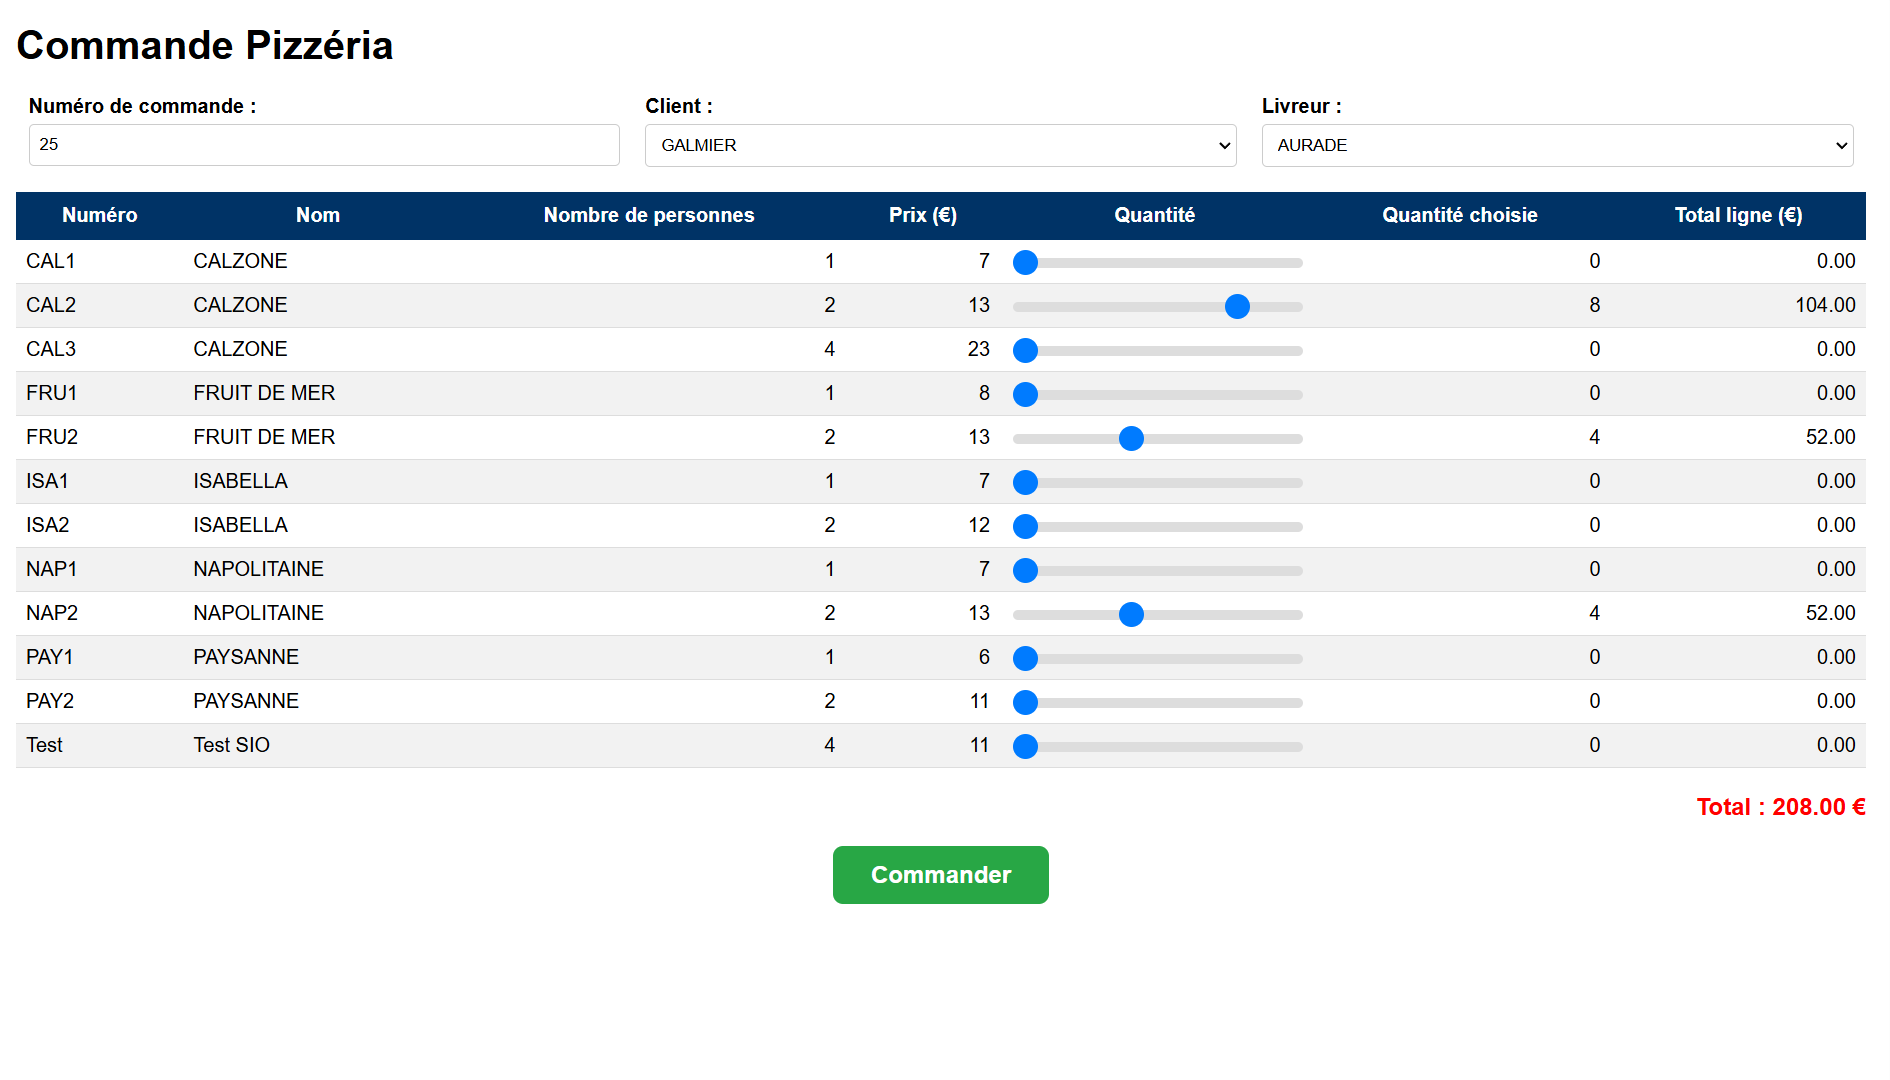 Commande Pizzéria
Numéro de commande : Client : Livreur :
25 GALMIER AURADE
Numéro Nom Nombre de personnes Prix (€) Quantité Quantité choisie Total ligne (€)
CAL1 CALZONE 1 7 0 0.00
CAL2 CALZONE 2 13 8 104.00
CAL3 CALZONE 4 23 0 0.00
FRU1 FRUIT DE MER 1 8 0 0.00
FRU2 FRUIT DE MER 2 13 4 52.00
ISA1 ISABELLA 1 7 0 0.00
ISA2 ISABELLA 2 12 0 0.00
NAP1 NAPOLITAINE 1 7 0 0.00
NAP2 NAPOLITAINE 2 13 4 52.00
PAY1 PAYSANNE 1 6 0 0.00
PAY2 PAYSANNE 2 11 0 0.00
Test Test SIO 4 11 0 0.00
Total : 208.00 €
Commander